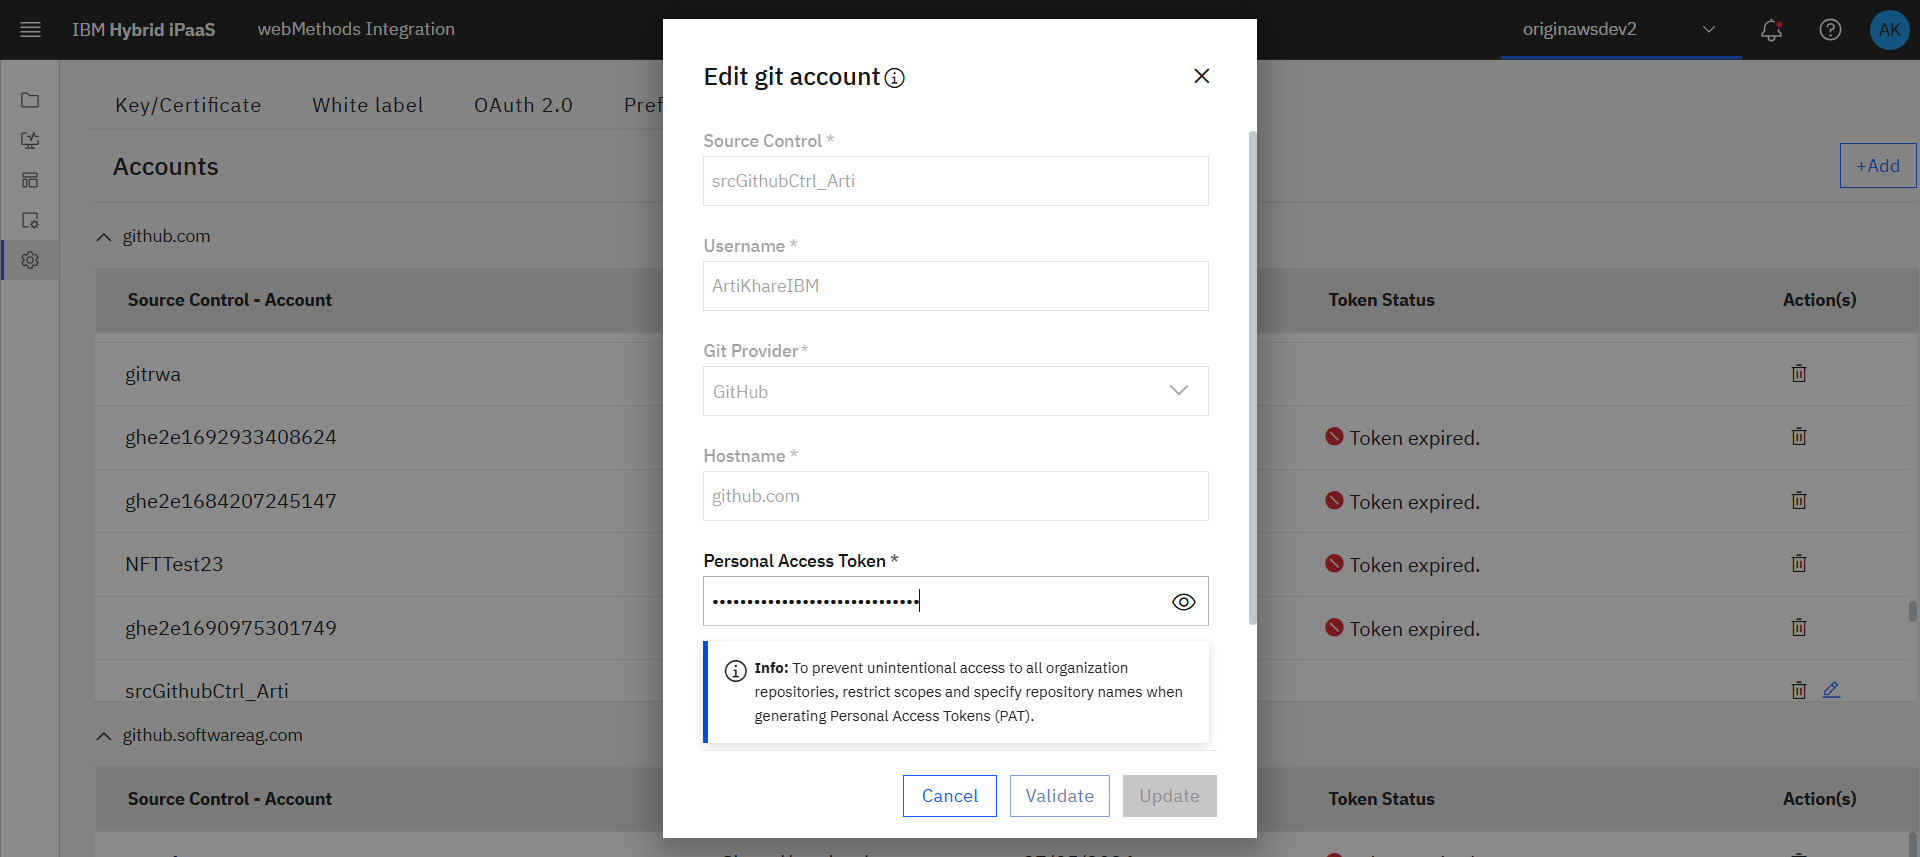 IBM Hybrid iPaaS
webMethods Integration
originawsdev2
AK
Key/Certificate
White label
OAuth 2.0
Pref
Accounts
+Add
github.com
Source Control - Account
Token Status
Action(s)
gitrwa
ghe2e1692933408624
Token expired.
ghe2e1684207245147
Token expired.
NFTTest23
Token expired.
ghe2e1690975301749
Token expired.
srcGithubCtrl_Arti
github.softwareag.com
Source Control - Account
Token Status
Action(s)
Edit git account
Source Control *
srcGithubCtrl_Arti
Username *
ArtiKhareIBM
Git Provider*
GitHub
Hostname *
github.com
Personal Access Token *
••••••••••••••••••••••••••••••
Info: To prevent unintentional access to all organization
repositories, restrict scopes and specify repository names when
generating Personal Access Tokens (PAT).
Cancel
Validate
Update